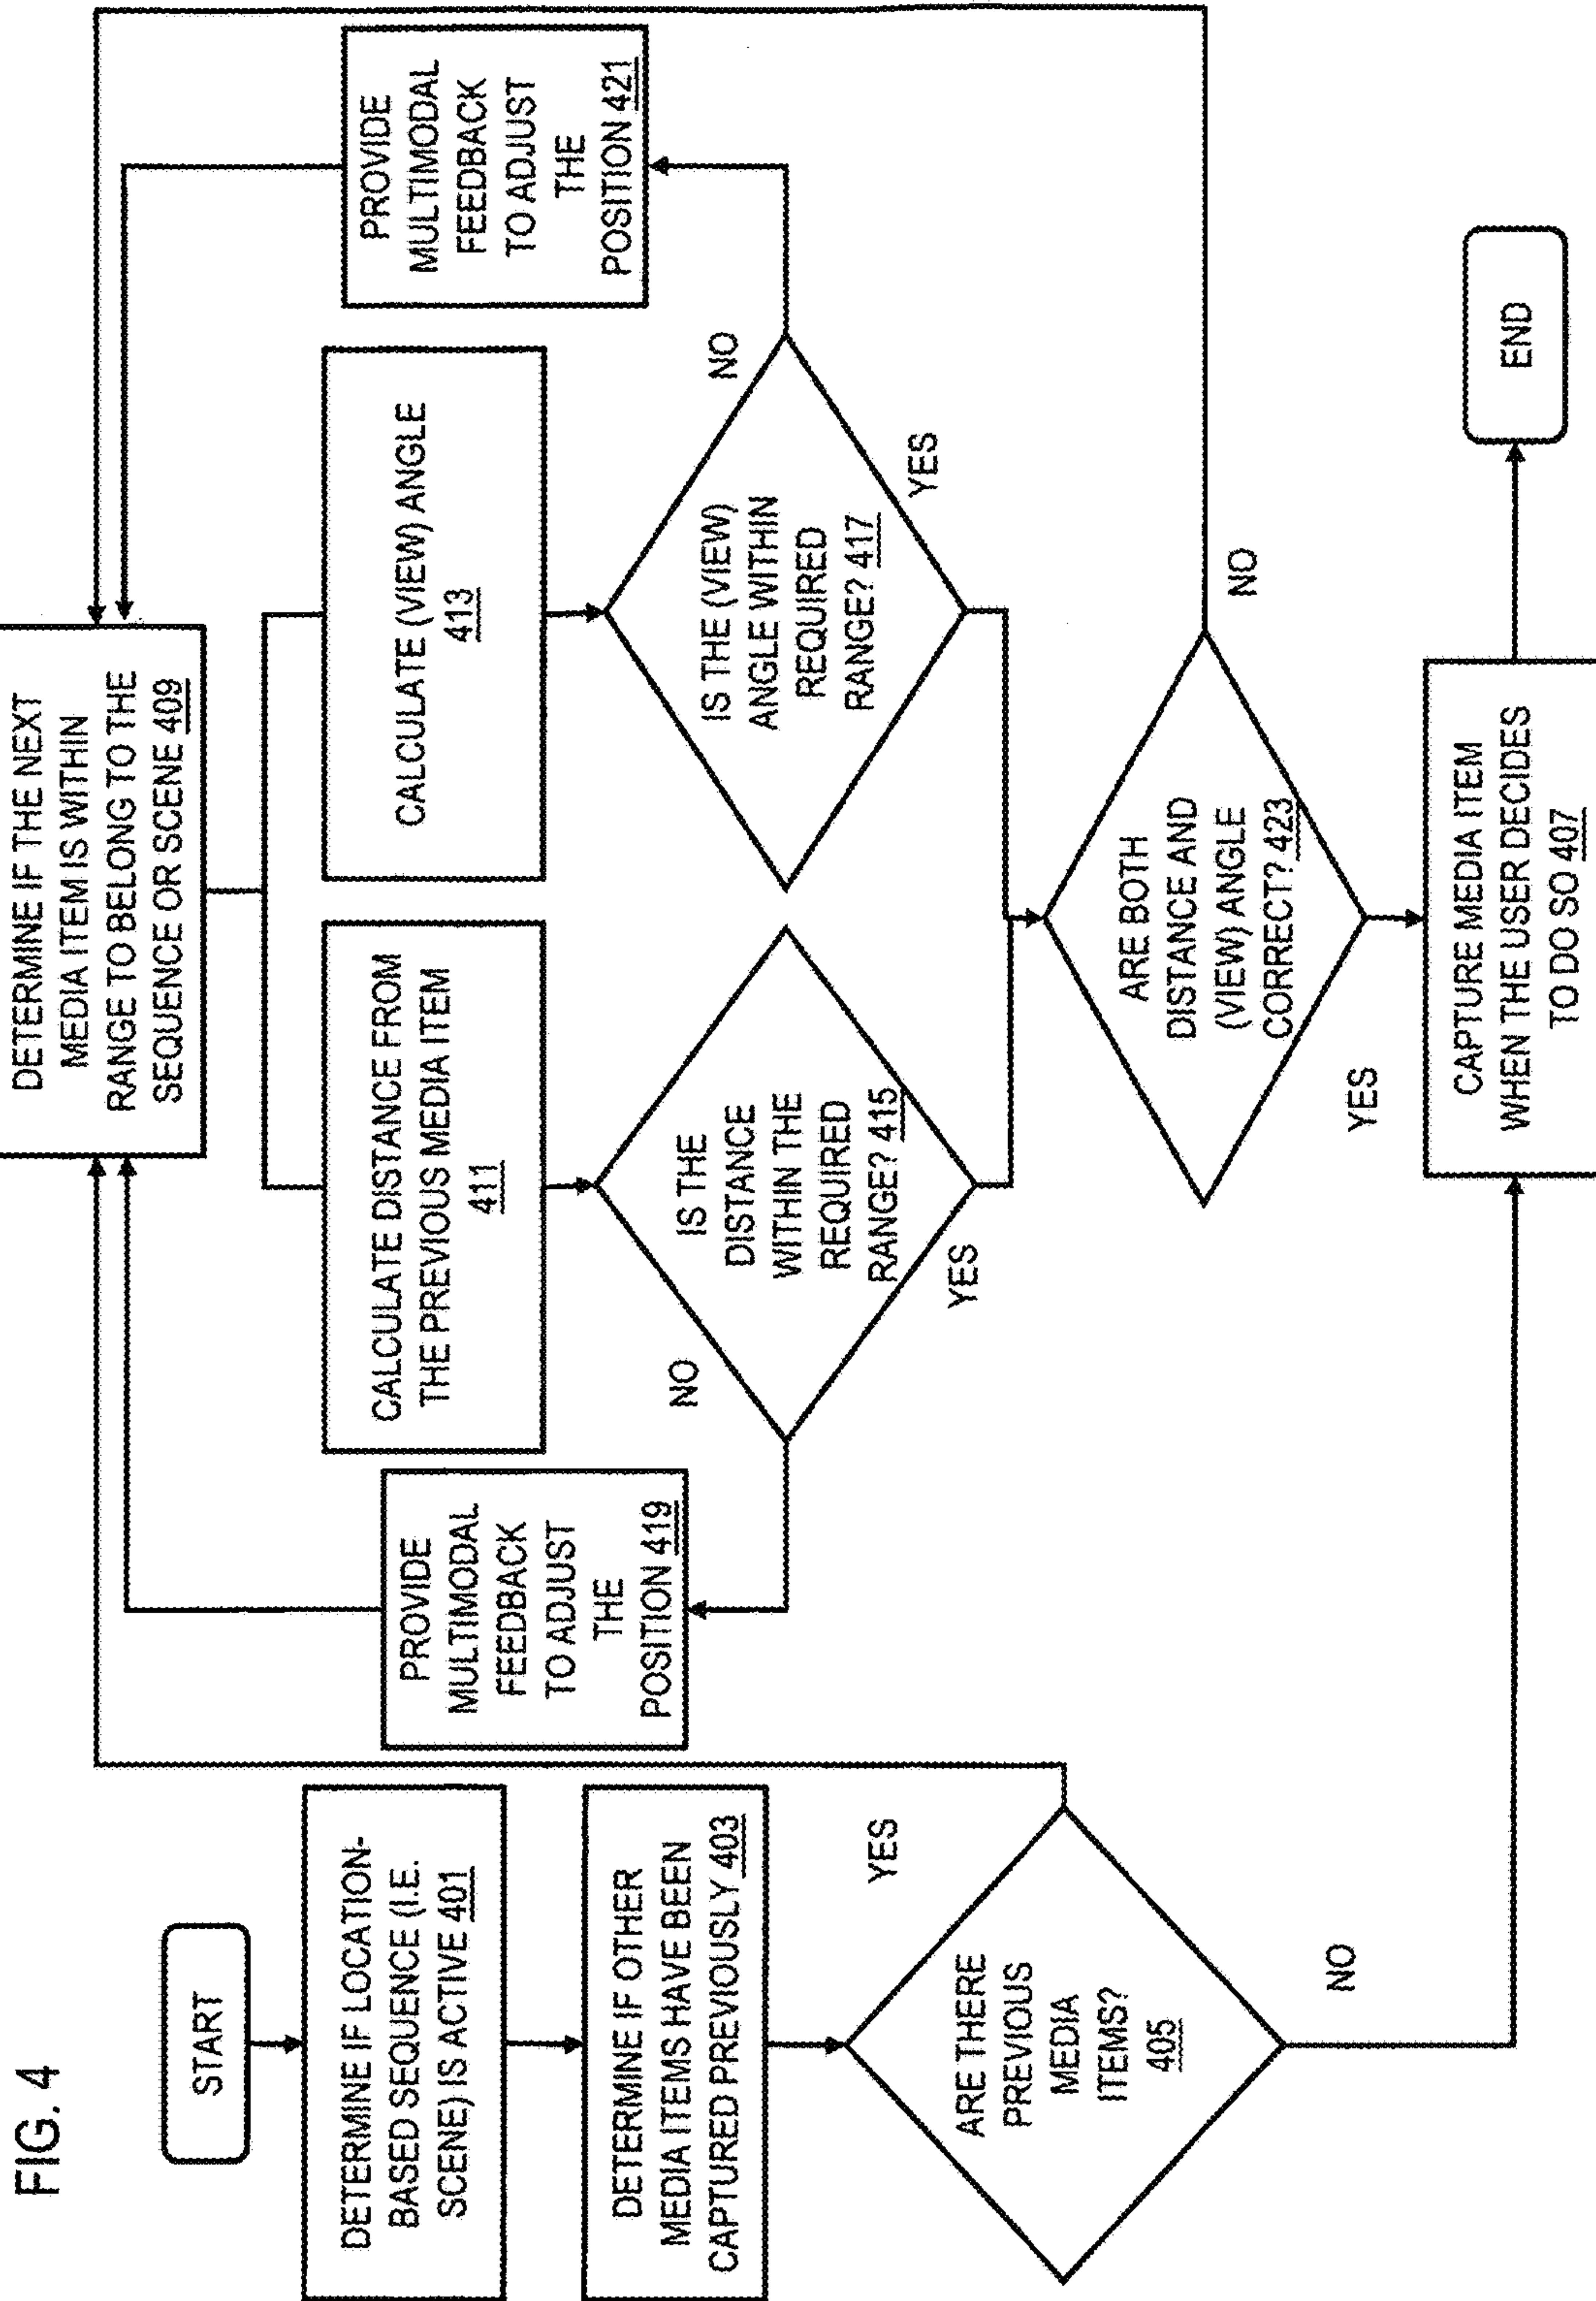 FIG. 4
START
DETERMINE IF LOCATION-
BASED SEQUENCE (I.E.
SCENE) IS ACTIVE 401
DETERMINE IF OTHER
MEDIA ITEMS HAVE BEEN
CAPTURED PREVIOUSLY 403
ARE THERE
PREVIOUS
MEDIA
ITEMS?
405
YES
NO
DETERMINE IF THE NEXT
MEDIA ITEM IS WITHIN
RANGE TO BELONG TO THE
SEQUENCE OR SCENE 409
PROVIDE
MULTIMODAL
FEEDBACK
TO ADJUST
THE
POSITION 419
CALCULATE DISTANCE FROM
THE PREVIOUS MEDIA ITEM
411
CALCULATE (VIEW) ANGLE
413
PROVIDE
MULTIMODAL
FEEDBACK
TO ADJUST
THE
POSITION 421
NO
IS THE
DISTANCE
WITHIN THE
REQUIRED
RANGE? 415
YES
IS THE (VIEW)
ANGLE WITHIN
REQUIRED
RANGE? 417
NO
YES
ARE BOTH
DISTANCE AND
(VIEW) ANGLE
CORRECT? 423
NO
YES
CAPTURE MEDIA ITEM
WHEN THE USER DECIDES
TO DO SO 407
END